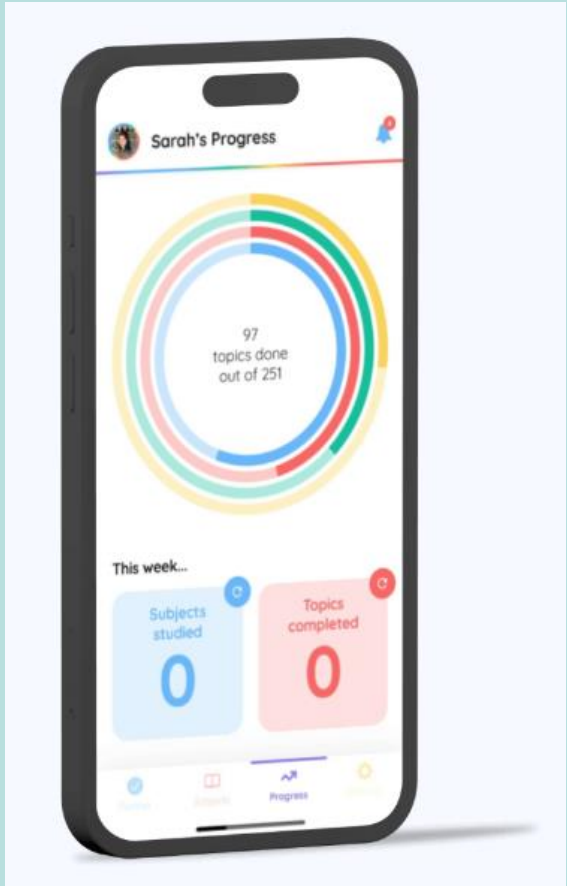 Sarah's Progress
97
topics done
out of 251
This week...
Subjects
studied
0
Topics
completed
0
Progress